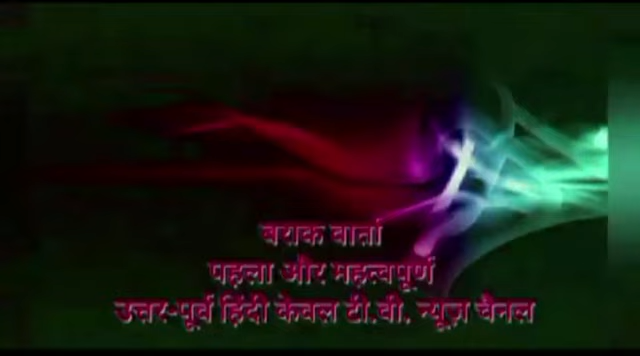 बराक वार्ता
पहला और महत्वपूर्ण
उत्तर-पूर्व हिंदी केबल टी.वी. न्यूज़ चैनल